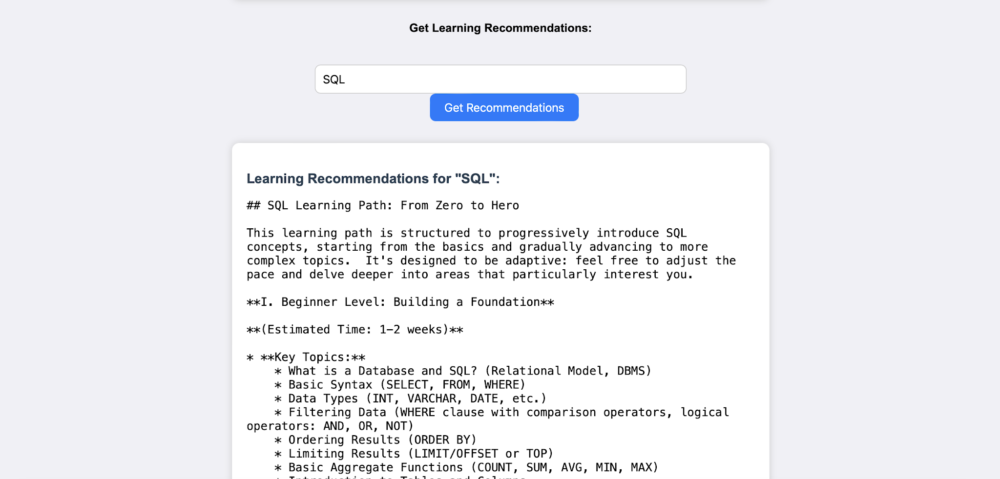 Get Learning Recommendations:
SQL
Get Recommendations
Learning Recommendations for "SQL":
## SQL Learning Path: From Zero to Hero
This learning path is structured to progressively introduce SQL
concepts, starting from the basics and gradually advancing to more
complex topics.  It's designed to be adaptive: feel free to adjust the
pace and delve deeper into areas that particularly interest you.
**I. Beginner Level: Building a Foundation**
**(Estimated Time: 1-2 weeks)**
* **Key Topics:**
    * What is a Database and SQL? (Relational Model, DBMS)
    * Basic Syntax (SELECT, FROM, WHERE)
    * Data Types (INT, VARCHAR, DATE, etc.)
    * Filtering Data (WHERE clause with comparison operators, logical
operators: AND, OR, NOT)
    * Ordering Results (ORDER BY)
    * Limiting Results (LIMIT/OFFSET or TOP)
    * Basic Aggregate Functions (COUNT, SUM, AVG, MIN, MAX)
    * Introduction to Tables and Columns